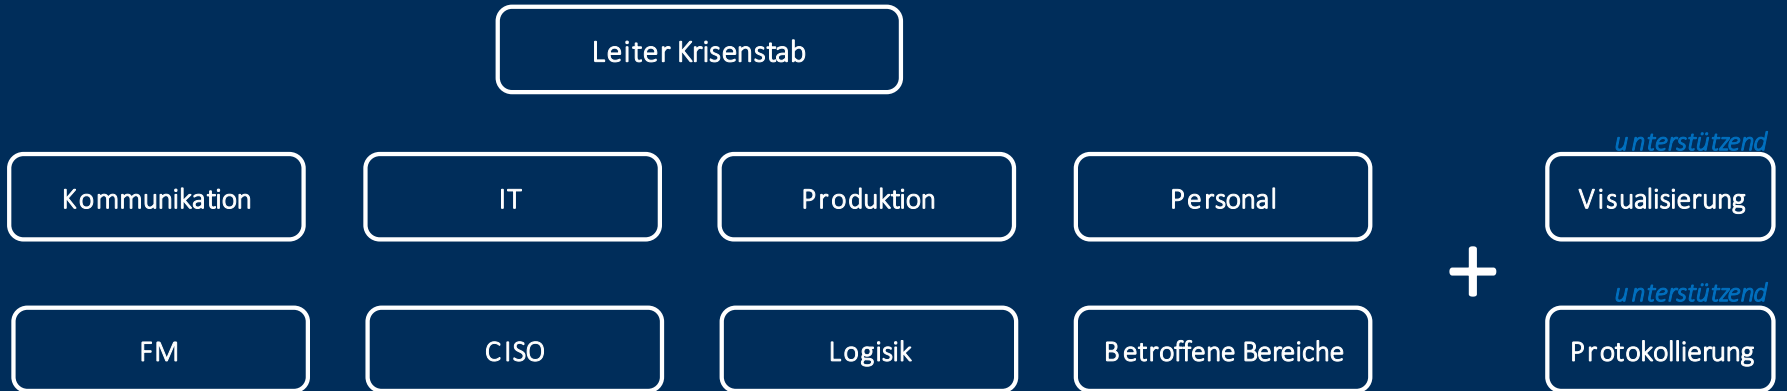 Leiter Krisenstab
unterstützend
Kommunikation
IT
Produktion
Personal
Visualisierung
+
unterstützend
FM
CISO
Logisik
Betroffene Bereiche
Protokollierung